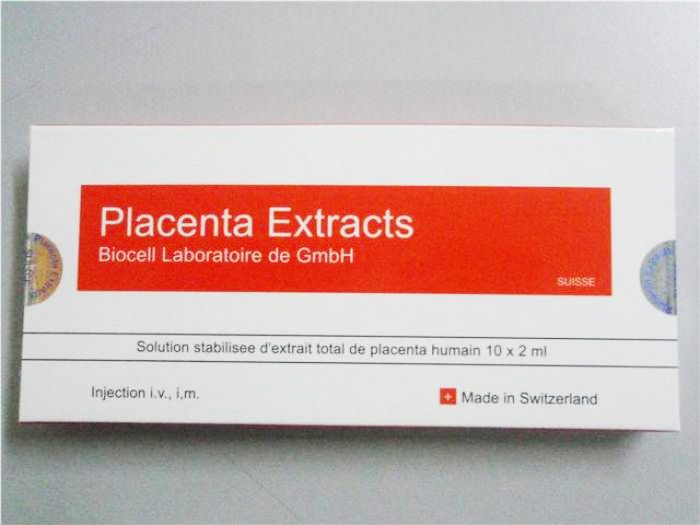 Placenta Extracts
Biocell Laboratoire de GmbH
SUISSE
Solution stabilisee d'extrait total de placenta humain 10 x 2 ml
Injection i.v., i,m.
Made in Switzerland